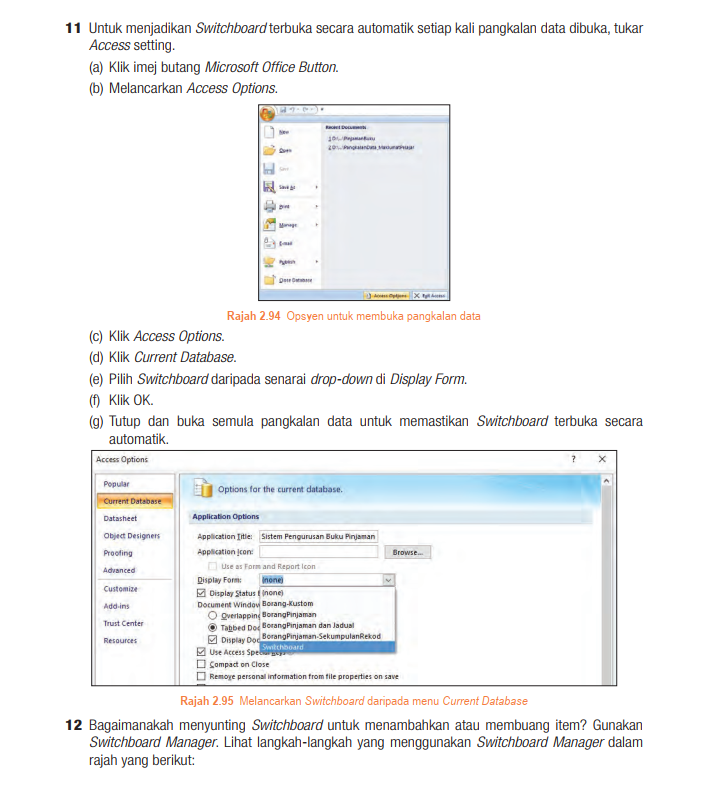 11 Untuk menjadikan Switchboard terbuka secara automatik setiap kali pangkalan data dibuka, tukar
Access setting.
(a) Klik imej butang Microsoft Office Button.
(b) Melancarkan Access Options.
New
Open
Save
Save As
Print
Manage
E-mail
Publish
Close Database
Recent Documents
1 D:\...\PinjamanBuku
2 D:\...\PangkalanData_MaklumatPelajar
Access Options
Exit Access
Rajah 2.94 Opsyen untuk membuka pangkalan data
(c) Klik Access Options.
(d) Klik Current Database.
(e) Pilih Switchboard daripada senarai drop-down di Display Form.
(f) Klik OK.
(g) Tutup dan buka semula pangkalan data untuk memastikan Switchboard terbuka secara
automatik.
Access Options ? X
Popular
Current Database
Datasheet
Object Designers
Proofing
Advanced
Customize
Add-ins
Trust Center
Resources
Options for the current database.
Application Options
Application Title: Sistem Pengurusan Buku Pinjaman
Application Icon: Browse...
Use as Form and Report Icon
Display Form: (none)
Display Status B
(none)
Document Window
Borang-Kustom
Overlappin
BorangPinjaman
Tabbed Doc
BorangPinjaman dan Jadual
Display Doc
BorangPinjaman-SekumpulanRekod
Switchboard
Use Access Special Keys
Compact on Close
Remove personal information from file properties on save
Rajah 2.95 Melancarkan Switchboard daripada menu Current Database
12 Bagaimanakah menyunting Switchboard untuk menambahkan atau membuang item? Gunakan
Switchboard Manager. Lihat langkah-langkah yang menggunakan Switchboard Manager dalam
rajah yang berikut: